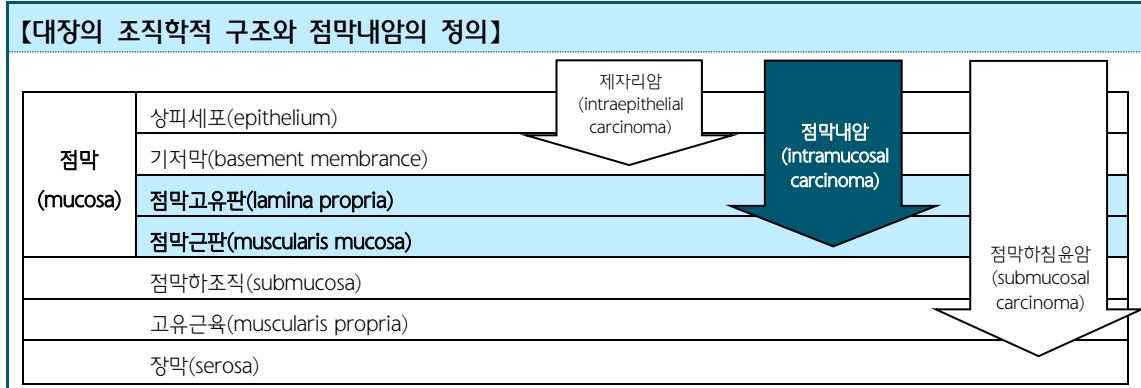 【대장의 조직학적 구조와 점막내암의 정의】
제자리암
(intraepithelial
carcinoma)
점막내암
(intramucosal
carcinoma)
점막하침윤암
(submucosal
carcinoma)
점막
(mucosa)
상피세포(epithelium)
기저막(basement membrance)
점막고유판(lamina propria)
점막근판(muscularis mucosa)
점막하조직(submucosa)
고유근육(muscularis propria)
장막(serosa)